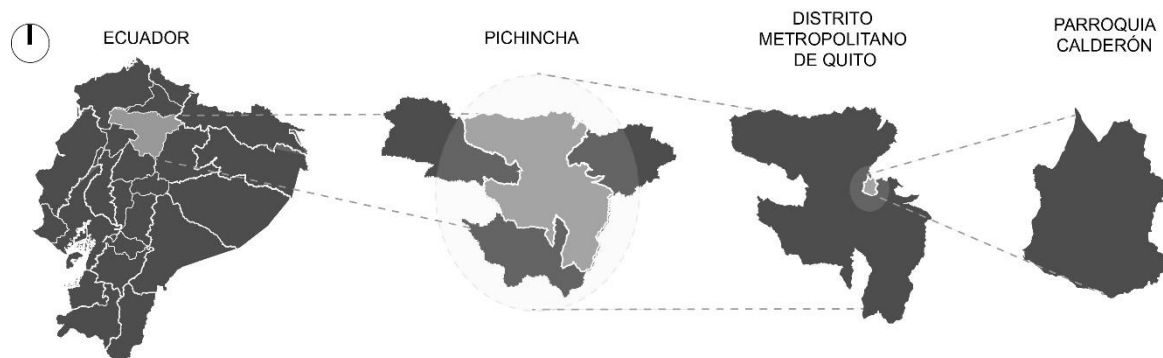 ECUADOR
PICHINCHA
DISTRITO
METROPOLITANO
DE QUITO
PARROQUIA
CALDERÓN